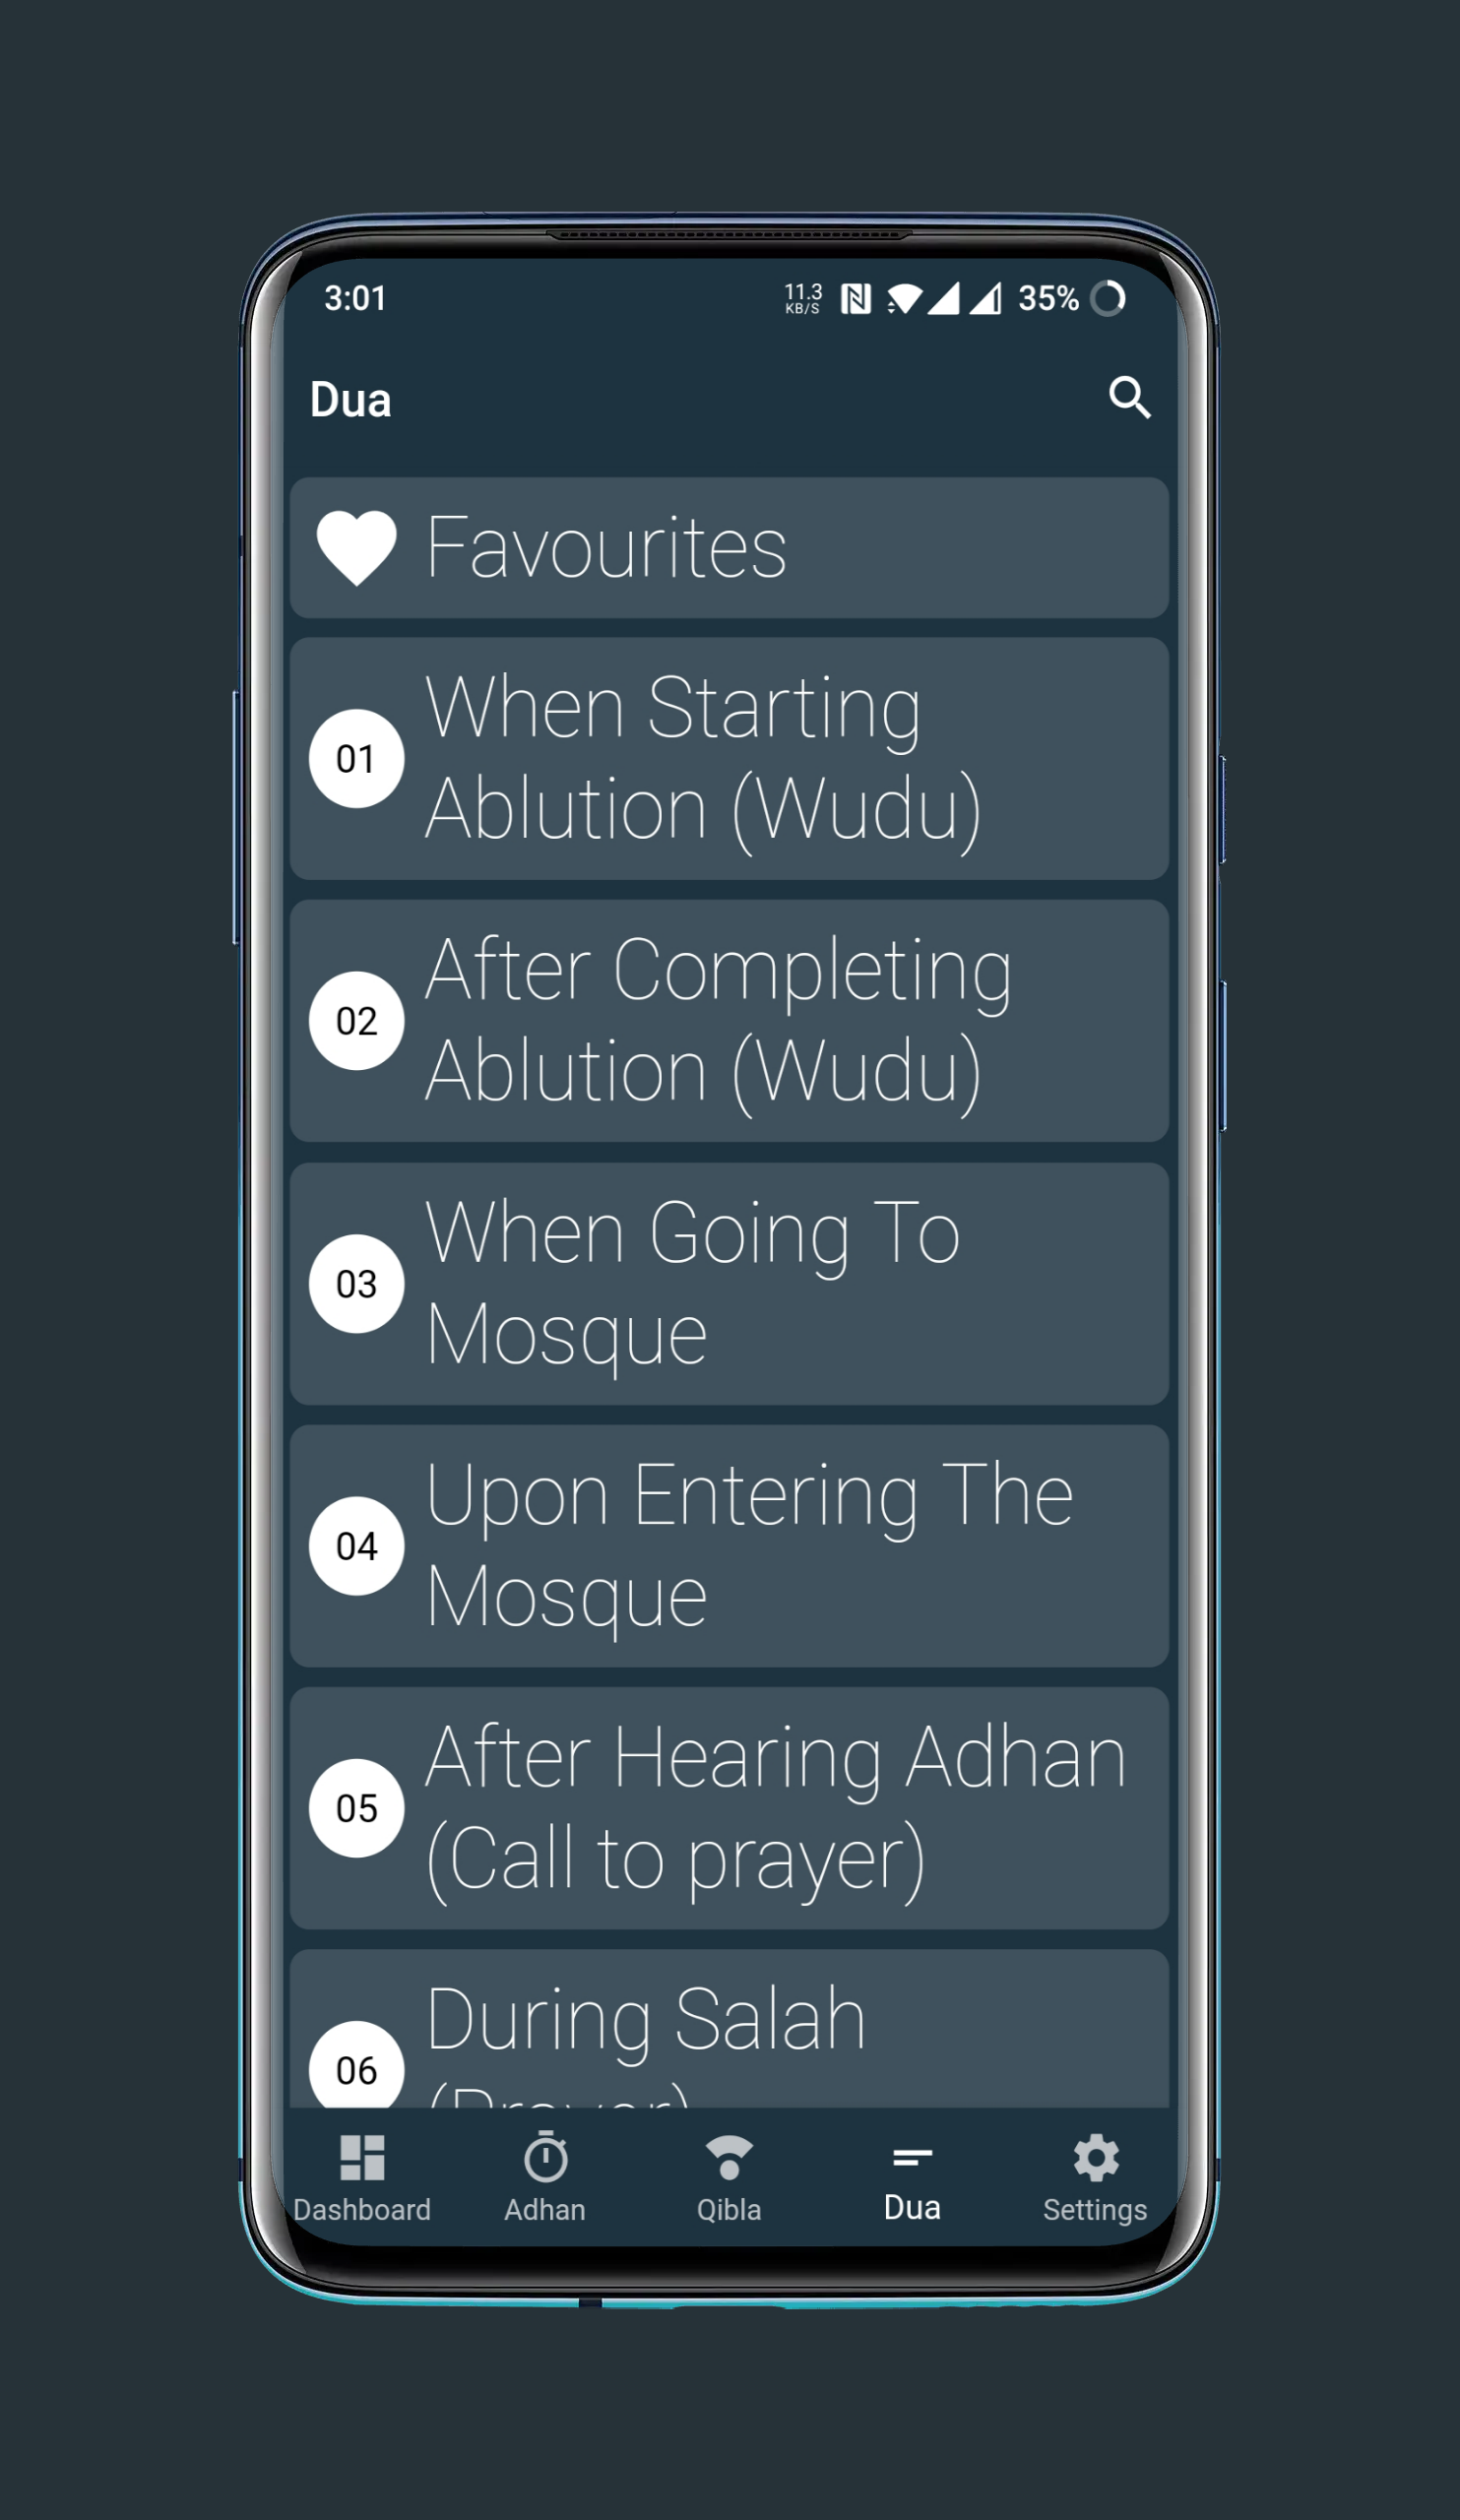 3:01
11.3
KB/S
35%
Dua
Favourites
01
When Starting
Ablution (Wudu)
02
After Completing
Ablution (Wudu)
03
When Going To
Mosque
04
Upon Entering The
Mosque
05
After Hearing Adhan
(Call to prayer)
06
During Salah
(Prayer)
Dashboard
Adhan
Qibla
Dua
Settings